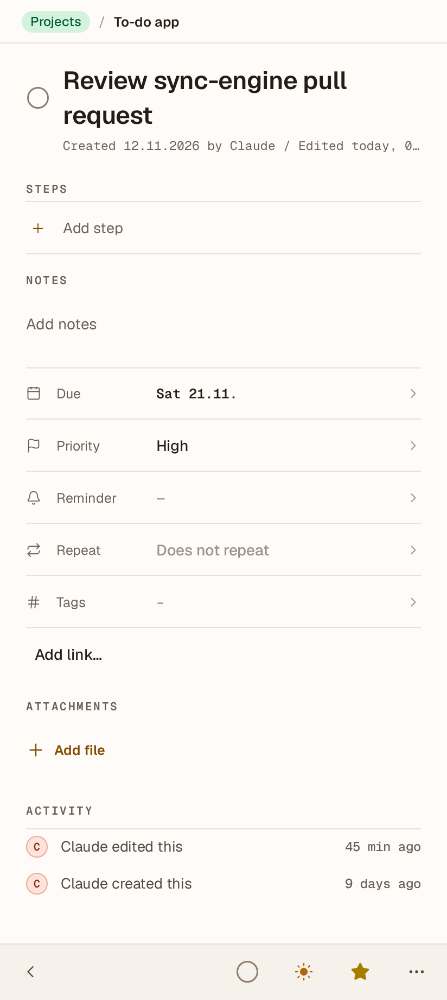 Projects / To-do app
Review sync-engine pull
request
Created 12.11.2026 by Claude / Edited today, 0…
STEPS
+ Add step
NOTES
Add notes
Due Sat 21.11.
Priority High
Reminder –
Repeat Does not repeat
# Tags –
Add link…
ATTACHMENTS
+ Add file
ACTIVITY
C Claude edited this 45 min ago
C Claude created this 9 days ago